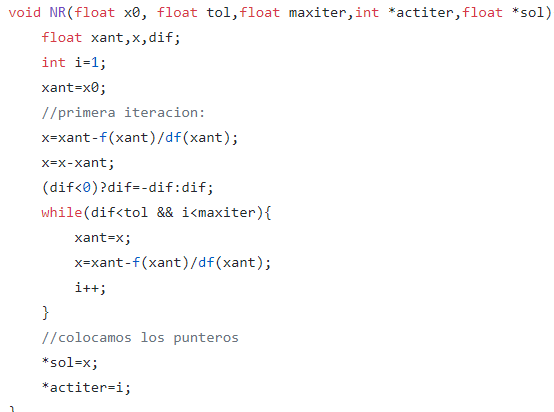 void NR(float x0, float tol,float maxiter,int *actiter,float *sol)
    float xant,x,dif;
    int i=1;
    xant=x0;
    //primera iteracion:
    x=xant-f(xant)/df(xant);
    x=x-xant;
    (dif<0)?dif=-dif:dif;
    while(dif<tol && i<maxiter){
        xant=x;
        x=xant-f(xant)/df(xant);
        i++;
    }
    //colocamos los punteros
    *sol=x;
    *actiter=i;
}